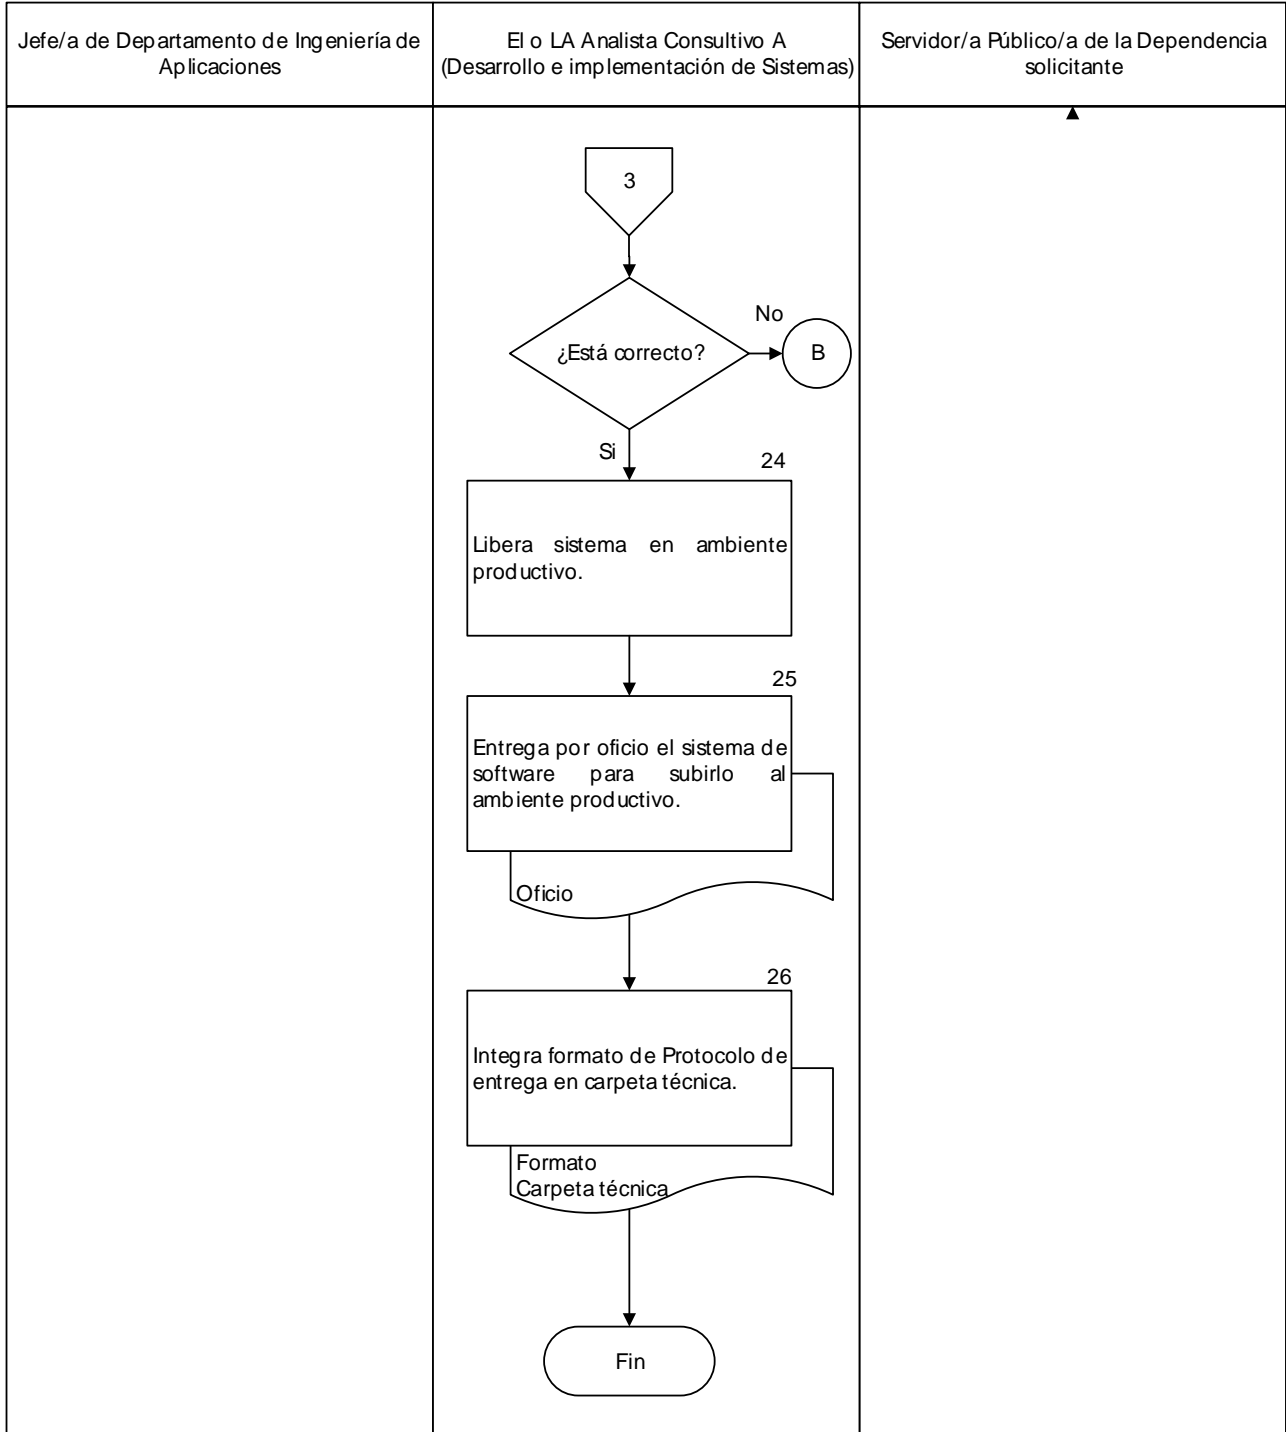 Jefe/a de Departamento de Ingeniería de
Aplicaciones
El o LA Analista Consultivo A
(Desarrollo e implementación de Sistemas)
Servidor/a Público/a de la Dependencia
solicitante
3
No
¿Está correcto?
B
Si
24
Libera sistema en ambiente
productivo.
25
Entrega por oficio el sistema de
software para subirlo al
ambiente productivo.
Oficio
26
Integra formato de Protocolo de
entrega en carpeta técnica.
Formato
Carpeta técnica
Fin